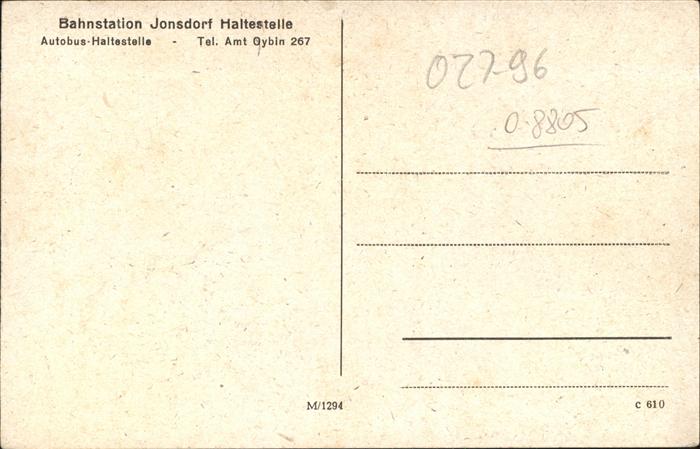 Bahnstation Jonsdorf Haltestelle
Autobus-Haltestelle - Tel. Amt Oybin 267
027-96
0-8805
M/1294
c 610